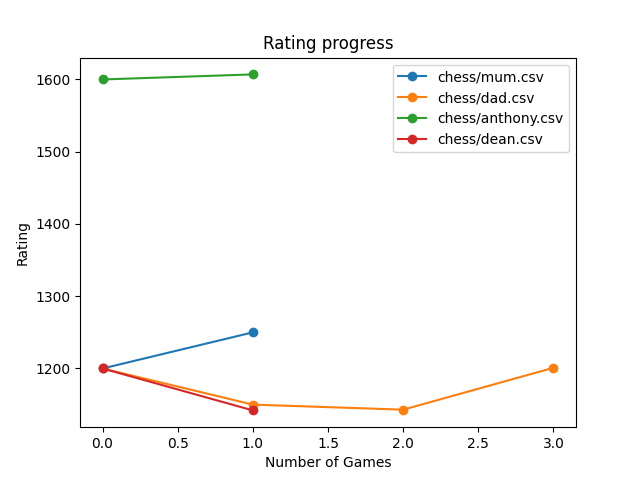 Rating progress
chess/mum.csv
chess/dad.csv
chess/anthony.csv
chess/dean.csv
1600
1500
1400
1300
1200
Rating
0.0 0.5 1.0 1.5 2.0 2.5 3.0
Number of Games